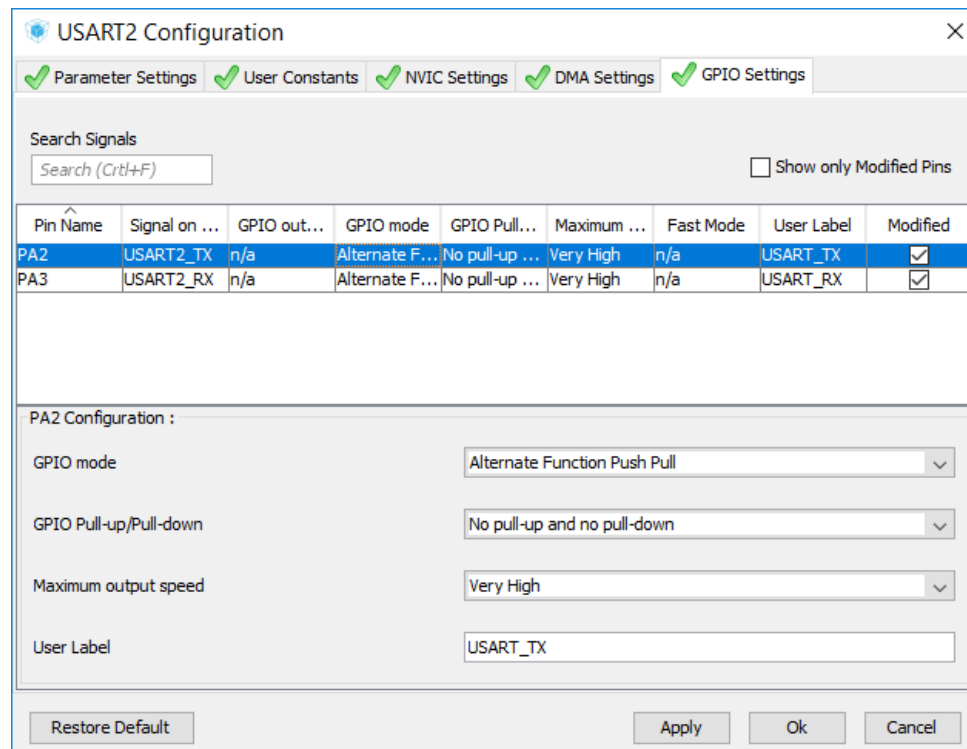 USART2 Configuration
Parameter Settings User Constants NVIC Settings DMA Settings GPIO Settings
Search Signals
Search (Crtl+F)
Show only Modified Pins
Pin Name Signal on ... GPIO out... GPIO mode GPIO Pull... Maximum ... Fast Mode User Label Modified
PA2 USART2_TX n/a Alternate F... No pull-up ... Very High n/a USART_TX
PA3 USART2_RX n/a Alternate F... No pull-up ... Very High n/a USART_RX
PA2 Configuration :
GPIO mode Alternate Function Push Pull
GPIO Pull-up/Pull-down No pull-up and no pull-down
Maximum output speed Very High
User Label USART_TX
Restore Default Apply Ok Cancel